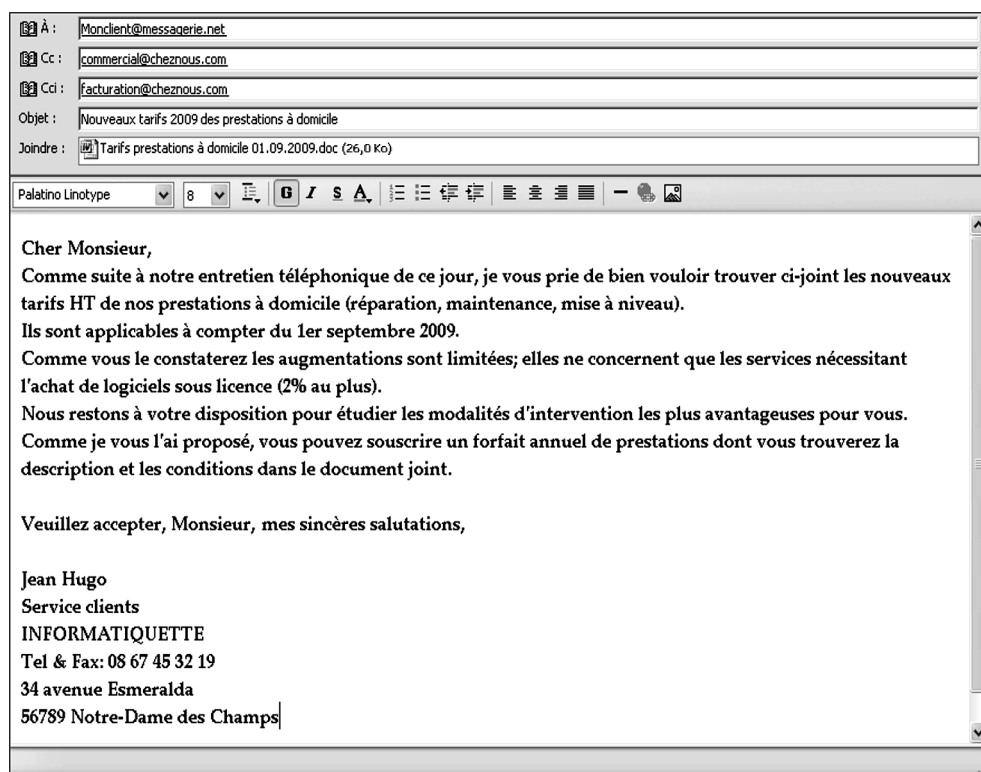 À :
Monclient@messagerie.net
Cc :
commercial@cheznous.com
Cci :
facturation@cheznous.com
Objet :
Nouveaux tarifs 2009 des prestations à domicile
Joindre :
Tarifs prestations à domicile 01.09.2009.doc (26,0 Ko)
Palatino Linotype 8 G I S A
Cher Monsieur,
Comme suite à notre entretien téléphonique de ce jour, je vous prie de bien vouloir trouver ci-joint les nouveaux
tarifs HT de nos prestations à domicile (réparation, maintenance, mise à niveau).
Ils sont applicables à compter du 1er septembre 2009.
Comme vous le constaterez les augmentations sont limitées; elles ne concernent que les services nécessitant
l'achat de logiciels sous licence (2% au plus).
Nous restons à votre disposition pour étudier les modalités d'intervention les plus avantageuses pour vous.
Comme je vous l'ai proposé, vous pouvez souscrire un forfait annuel de prestations dont vous trouverez la
description et les conditions dans le document joint.
Veuillez accepter, Monsieur, mes sincères salutations,
Jean Hugo
Service clients
INFORMATIQUETTE
Tel & Fax: 08 67 45 32 19
34 avenue Esmeralda
56789 Notre-Dame des Champs